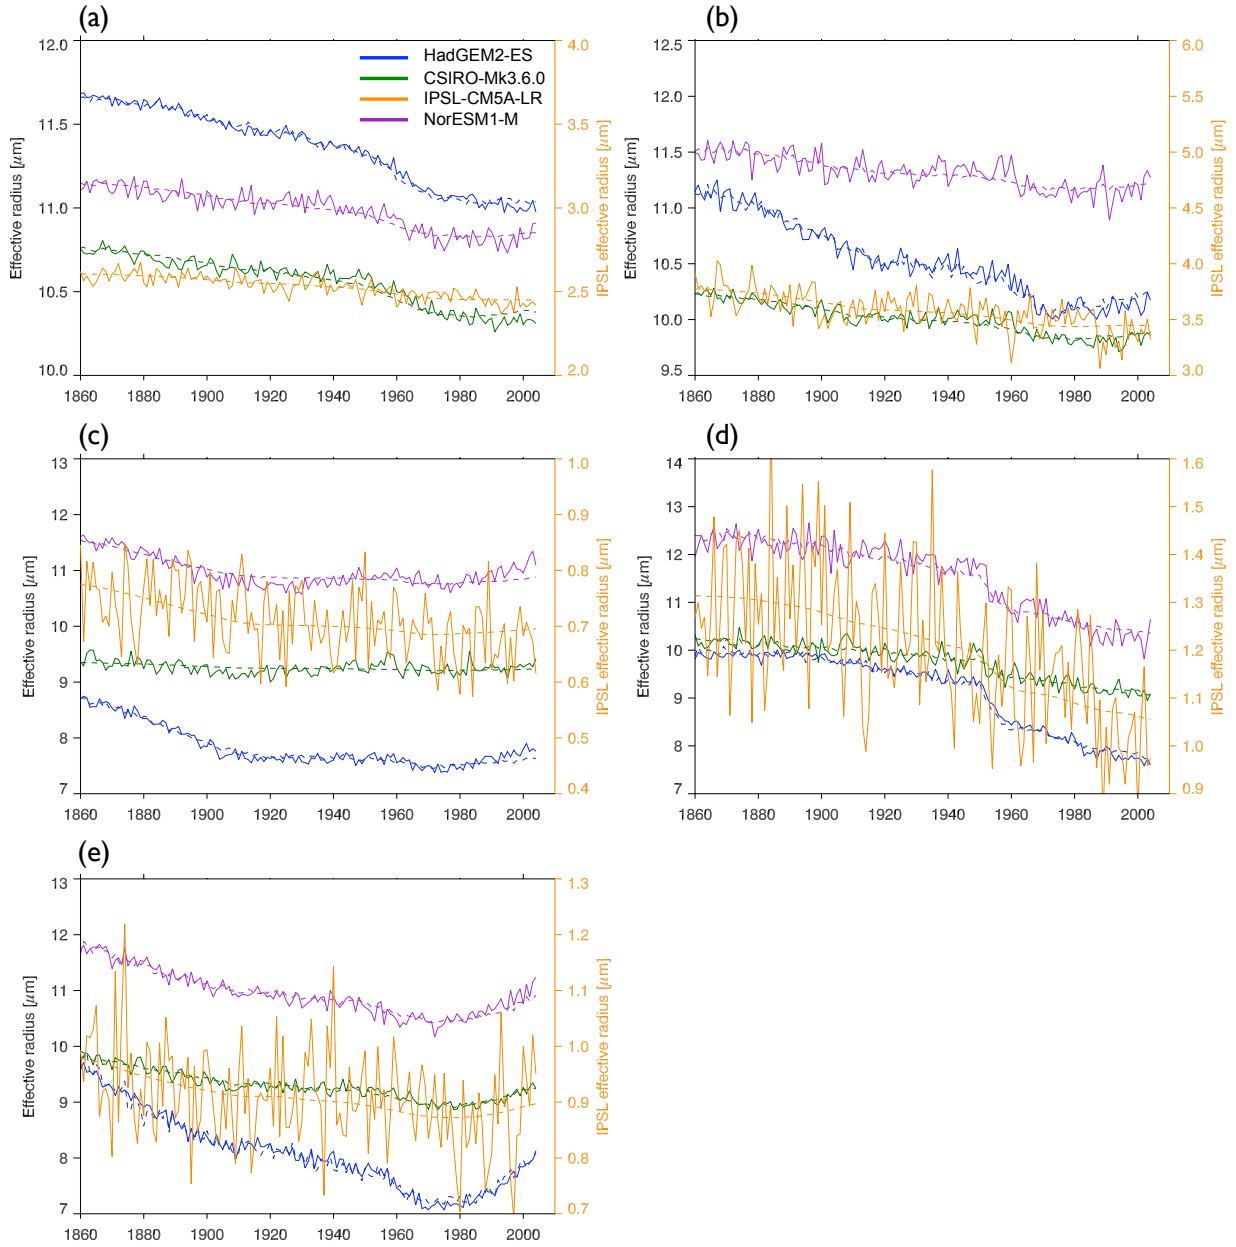 (a)
12.0
11.5
11.0
10.5
10.0
Effective radius [μm]
4.0
3.5
3.0
2.5
2.0
IPSL effective radius [μm]
HadGEM2-ES
CSIRO-Mk3.6.0
IPSL-CM5A-LR
NorESM1-M
1860 1880 1900 1920 1940 1960 1980 2000
(b)
12.5
12.0
11.5
11.0
10.5
10.0
9.5
Effective radius [μm]
6.0
5.5
5.0
4.5
4.0
3.5
3.0
IPSL effective radius [μm]
1860 1880 1900 1920 1940 1960 1980 2000
(c)
13
12
11
10
9
8
7
Effective radius [μm]
1.0
0.9
0.8
0.7
0.6
0.5
0.4
IPSL effective radius [μm]
1860 1880 1900 1920 1940 1960 1980 2000
(d)
14
13
12
11
10
9
8
7
Effective radius [μm]
1.6
1.5
1.4
1.3
1.2
1.1
1.0
0.9
IPSL effective radius [μm]
1860 1880 1900 1920 1940 1960 1980 2000
(e)
13
12
11
10
9
8
7
Effective radius [μm]
1.3
1.2
1.1
1.0
0.9
0.8
0.7
IPSL effective radius [μm]
1860 1880 1900 1920 1940 1960 1980 2000